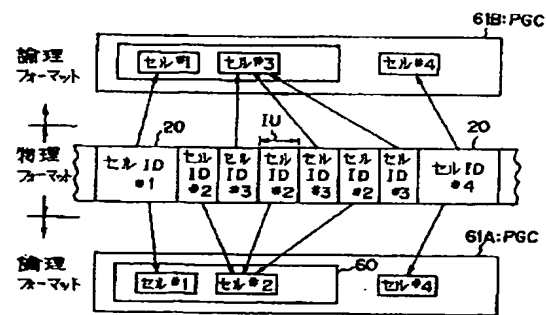 61B:PGC
論理
フォーマット
セル#1
セル#3
セル#4
20
IU
20
物理
フォーマット
セルID
#1
セル
ID
#2
セル
ID
#3
セル
ID
#2
セル
ID
#3
セル
ID
#2
セル
ID
#3
セルID
#4
61A:PGC
論理
フォーマット
セル#1
セル#2
60
セル#4